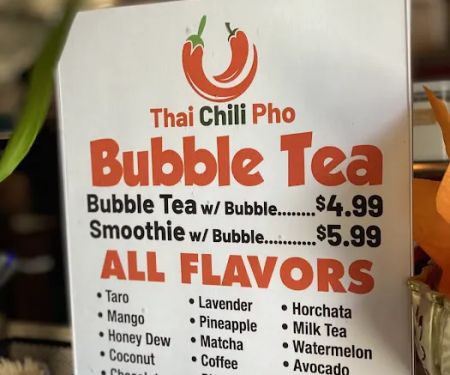 Thai Chili Pho
Bubble Tea
Bubble Tea w/ Bubble........$4.99
Smoothie w/ Bubble...........$5.99
ALL FLAVORS
• Taro
• Mango
• Honey Dew
• Coconut
• Lavender
• Pineapple
• Matcha
• Coffee
• Horchata
• Milk Tea
• Watermelon
• Avocado